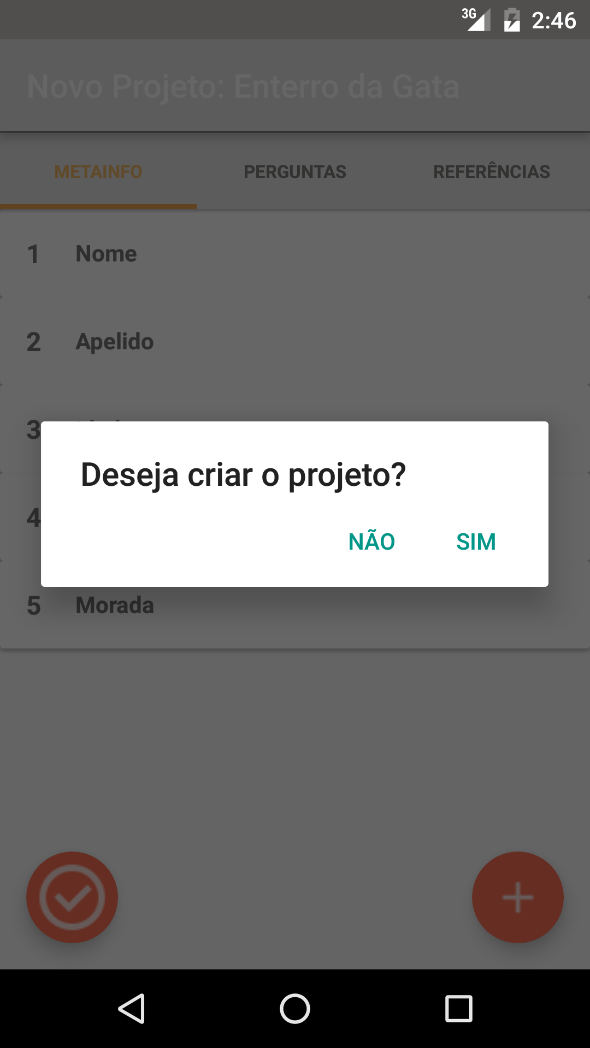 3G 2:46
Novo Projeto: Enterro da Gata
METAINFO PERGUNTAS REFERÊNCIAS
1 Nome
2 Apelido
3
Deseja criar o projeto?
4
NÃO SIM
5 Morada